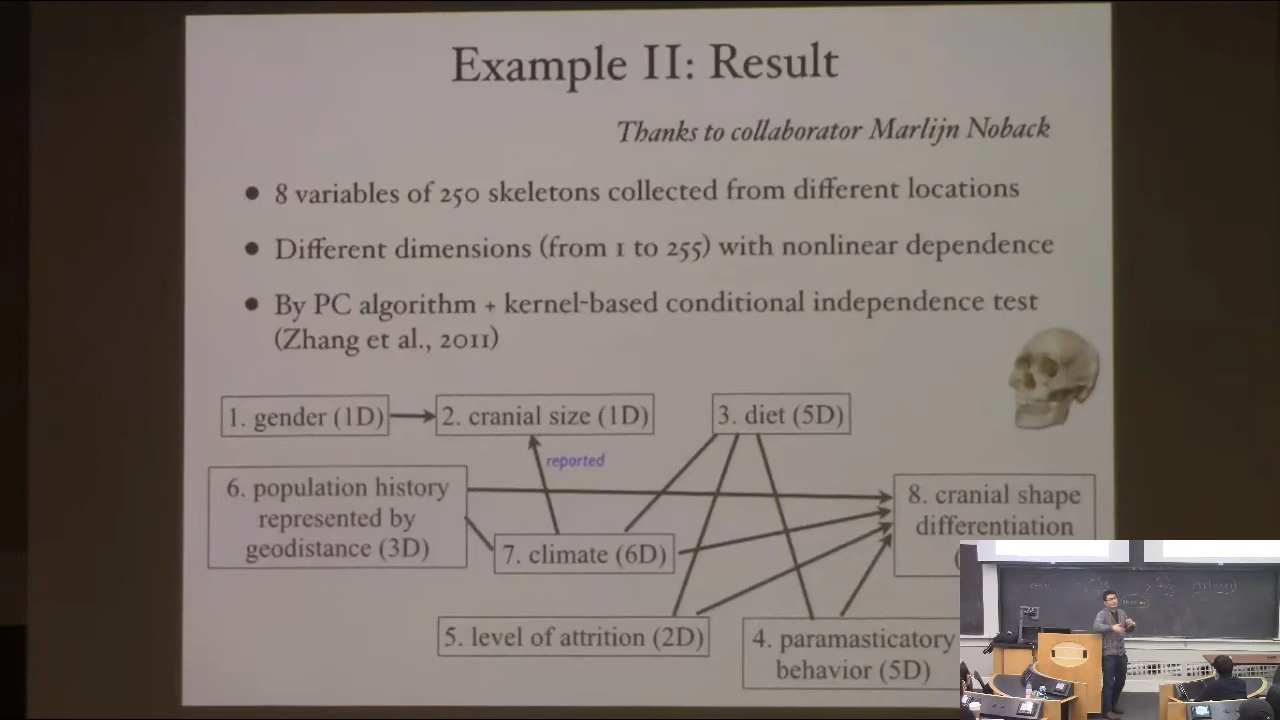 Example II: Result
Thanks to collaborator Marlijn Noback
• 8 variables of 250 skeletons collected from different locations
• Different dimensions (from 1 to 255) with nonlinear dependence
• By PC algorithm + kernel-based conditional independence test
(Zhang et al., 2011)
1. gender (1D)
2. cranial size (1D)
3. diet (5D)
reported
6. population history
represented by
geodistance (3D)
8. cranial shape
differentiation
7. climate (6D)
5. level of attrition (2D)
4. paramasticatory
behavior (5D)